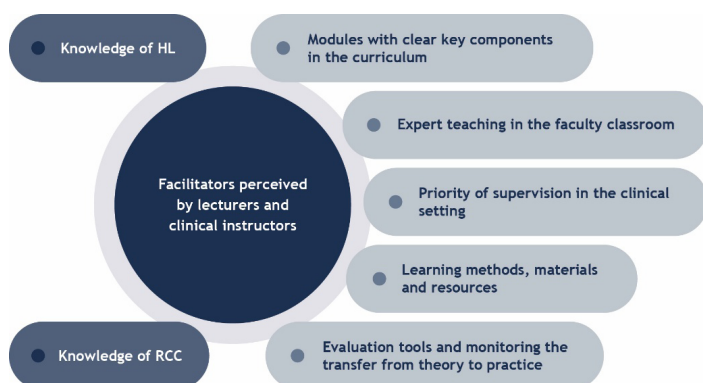 Knowledge of HL
Modules with clear key components
in the curriculum
Expert teaching in the faculty classroom
Facilitators perceived
by lecturers and
clinical instructors
Priority of supervision in the clinical
setting
Learning methods, materials
and resources
Knowledge of RCC
Evaluation tools and monitoring the
transfer from theory to practice